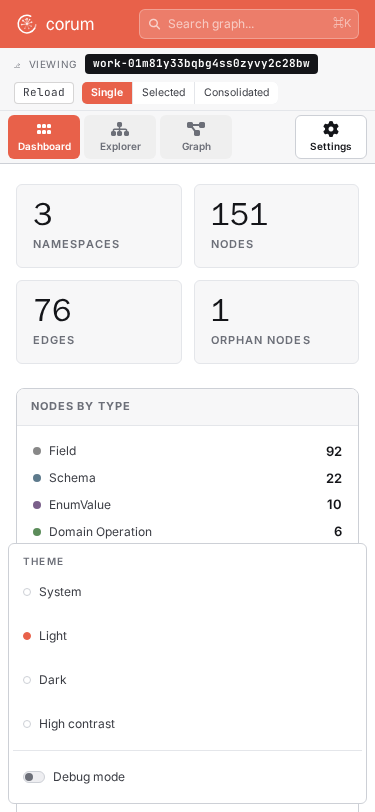 corum
Search graph...
⌘K
VIEWING
work-01m81y33bqbg4ss0zyvy2c28bw
Reload
Single
Selected
Consolidated
Dashboard
Explorer
Graph
Settings
3
NAMESPACES
151
NODES
76
EDGES
1
ORPHAN NODES
NODES BY TYPE
Field 92
Schema 22
EnumValue 10
Domain Operation 6
THEME
System
Light
Dark
High contrast
Debug mode